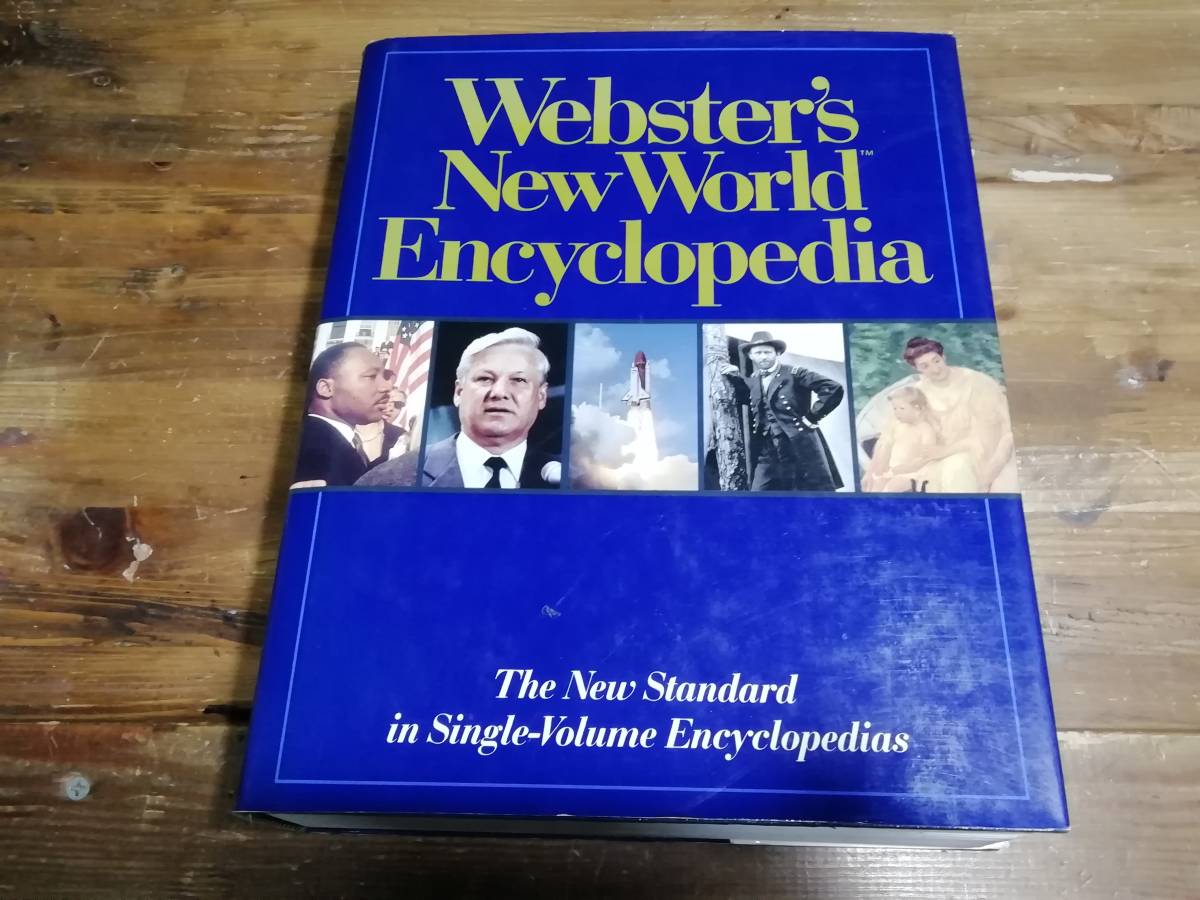 Webster's
New World™
Encyclopedia
The New Standard
in Single-Volume Encyclopedias